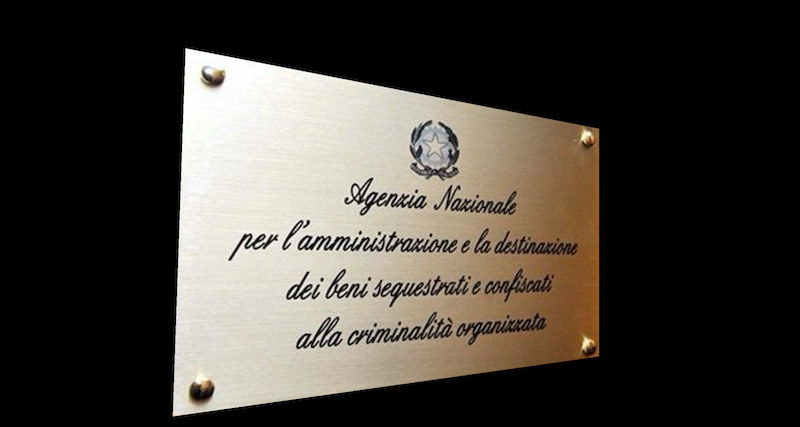 Agenzia Nazionale
per l'amministrazione e la destinazione
dei beni sequestrati e confiscati
alla criminalità organizzata